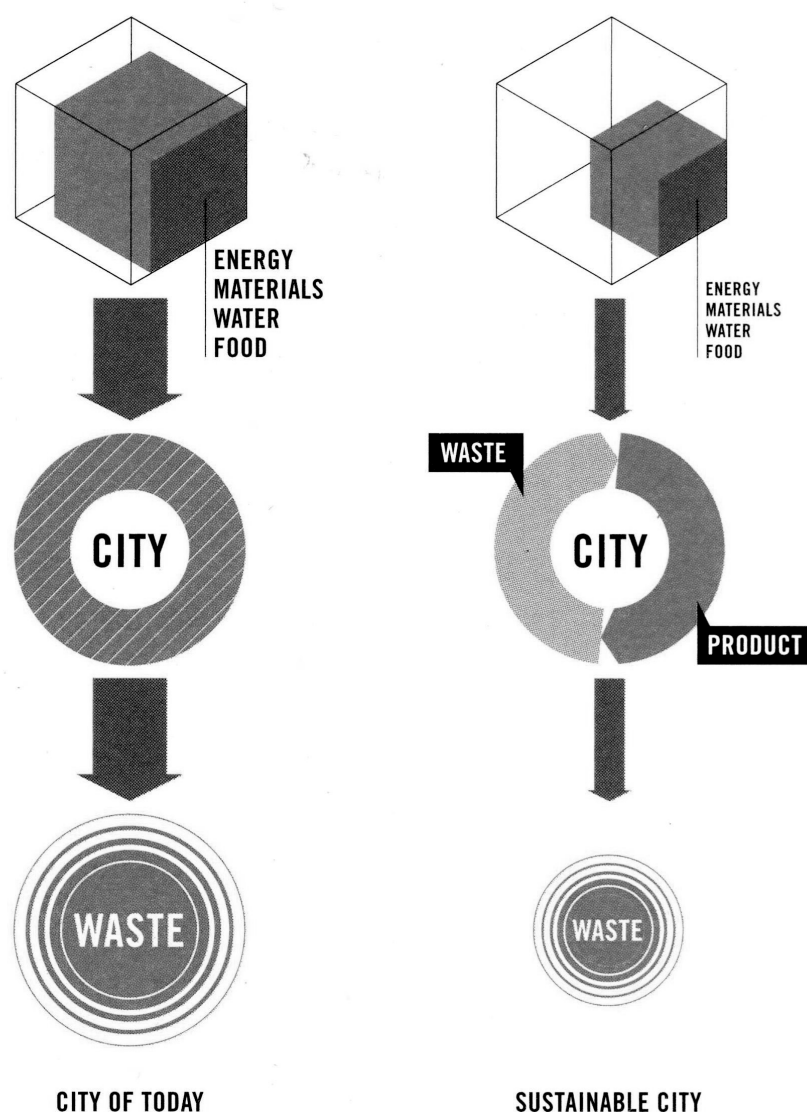 ENERGY
MATERIALS
WATER
FOOD
CITY
WASTE
CITY OF TODAY
ENERGY
MATERIALS
WATER
FOOD
WASTE
CITY
PRODUCT
WASTE
SUSTAINABLE CITY